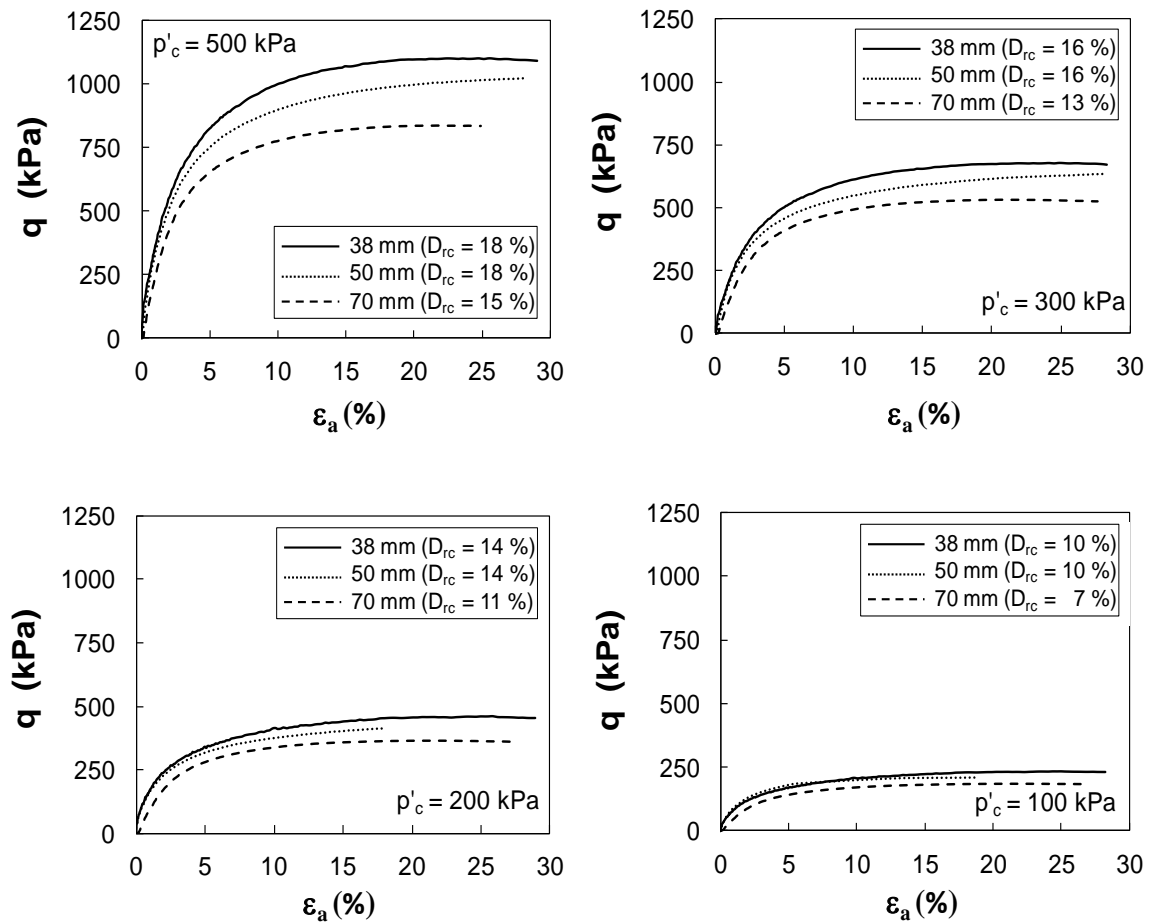 1250
1000
750
500
250
0
q (kPa)
p'c = 500 kPa
38 mm (Drc = 18 %)
50 mm (Drc = 18 %)
70 mm (Drc = 15 %)
0 5 10 15 20 25 30
εa (%)
1250
1000
750
500
250
0
q (kPa)
38 mm (Drc = 16 %)
50 mm (Drc = 16 %)
70 mm (Drc = 13 %)
p'c = 300 kPa
0 5 10 15 20 25 30
εa (%)
1250
1000
750
500
250
0
q (kPa)
38 mm (Drc = 14 %)
50 mm (Drc = 14 %)
70 mm (Drc = 11 %)
p'c = 200 kPa
0 5 10 15 20 25 30
εa (%)
1250
1000
750
500
250
0
q (kPa)
38 mm (Drc = 10 %)
50 mm (Drc = 10 %)
70 mm (Drc = 7 %)
p'c = 100 kPa
0 5 10 15 20 25 30
εa (%)